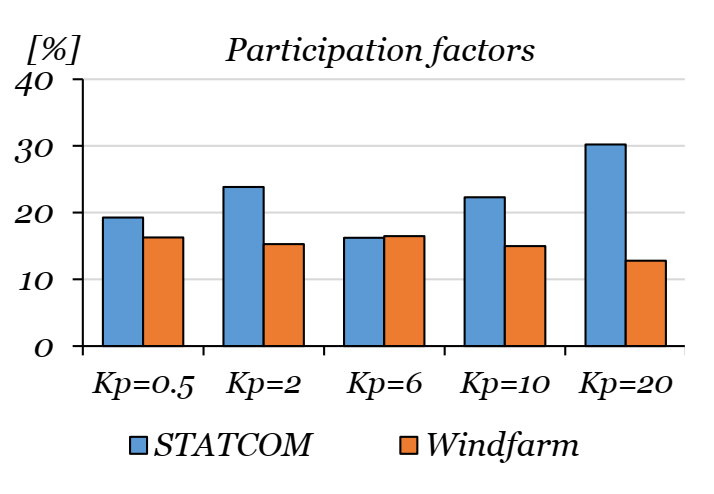 [%] Participation factors
40
30
20
10
0
Kp=0.5 Kp=2 Kp=6 Kp=10 Kp=20
STATCOM Windfarm